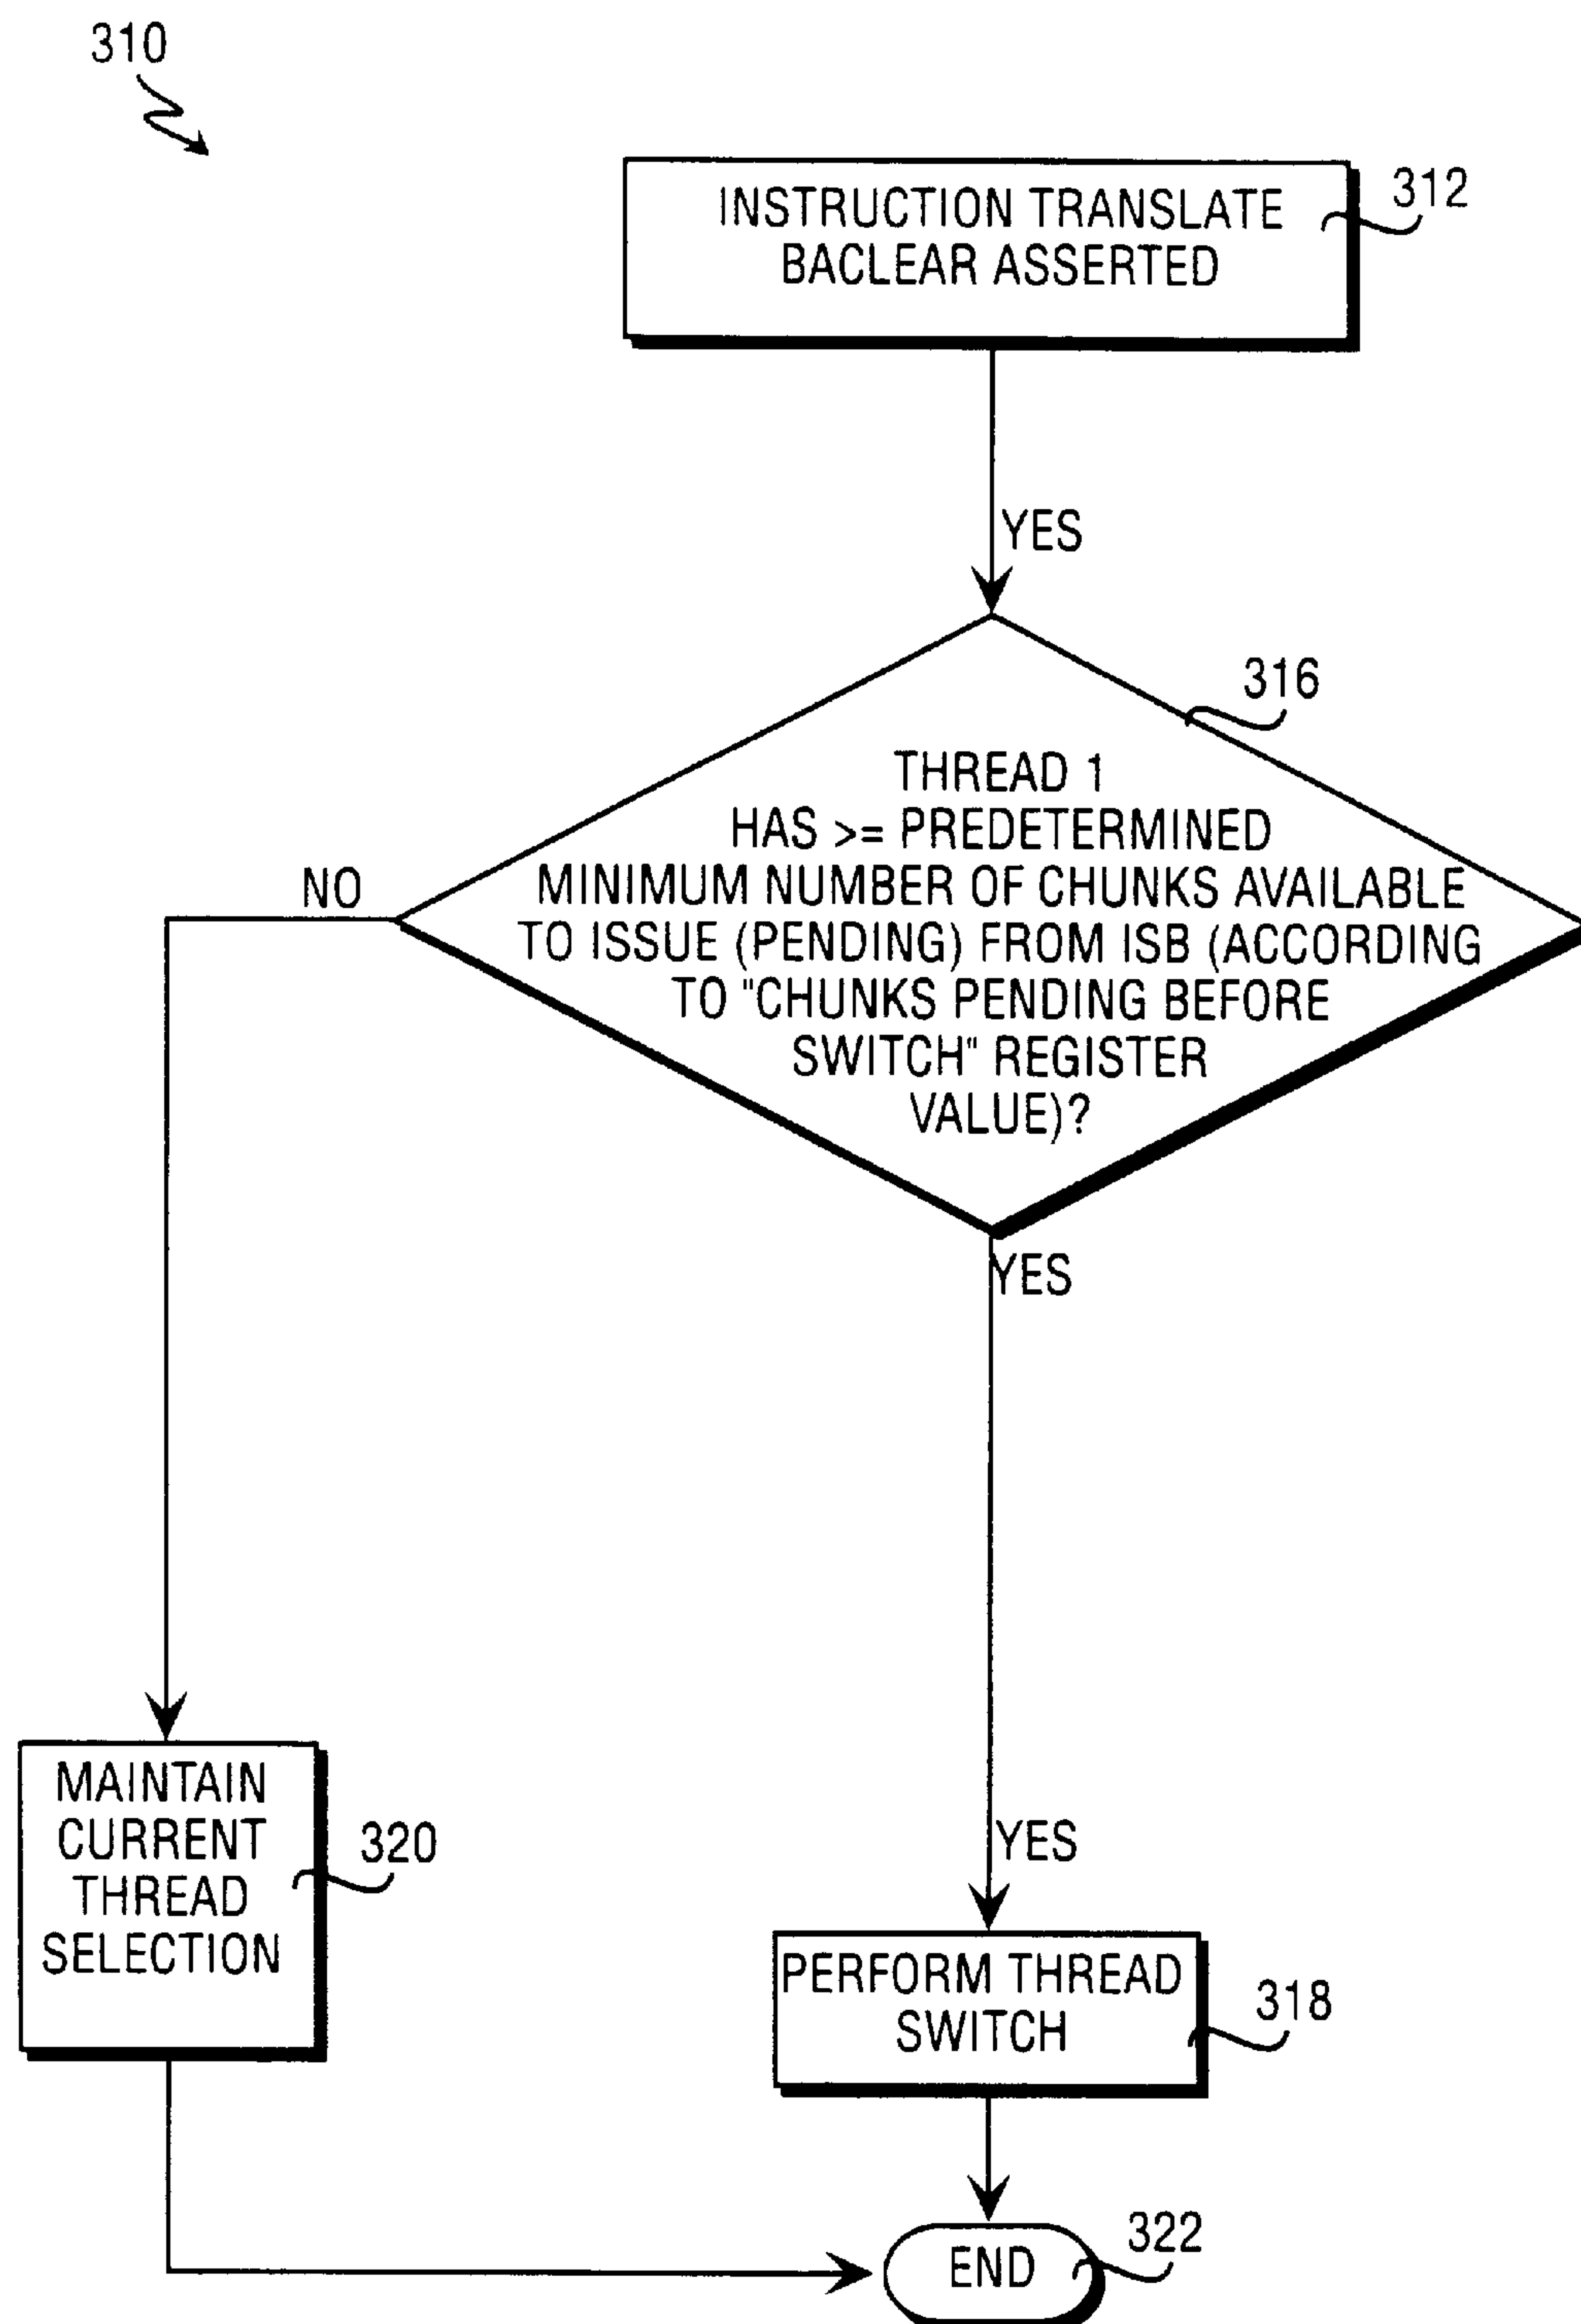 310
INSTRUCTION TRANSLATE
BACLEAR ASSERTED
312
YES
316
THREAD 1
HAS >= PREDETERMINED
MINIMUM NUMBER OF CHUNKS AVAILABLE
TO ISSUE (PENDING) FROM ISB (ACCORDING
TO "CHUNKS PENDING BEFORE
SWITCH" REGISTER
VALUE)?
NO
YES
MAINTAIN
CURRENT
THREAD
SELECTION
320
YES
PERFORM THREAD
SWITCH
318
END
322